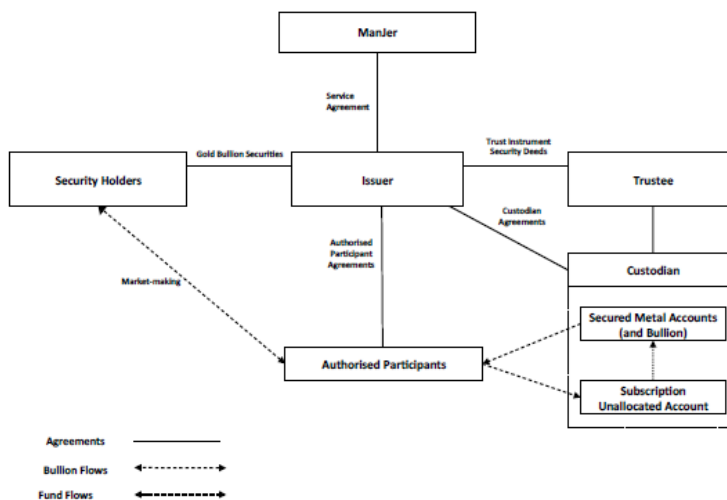 ManJer
Service
Agreement
Gold Bullion Securities
Trust Instrument
Security Deeds
Security Holders
Issuer
Trustee
Custodian
Agreements
Authorised
Participant
Agreements
Custodian
Market-making
Secured Metal Accounts
(and Bullion)
Authorised Participants
Subscription
Unallocated Account
Agreements
Bullion Flows
Fund Flows